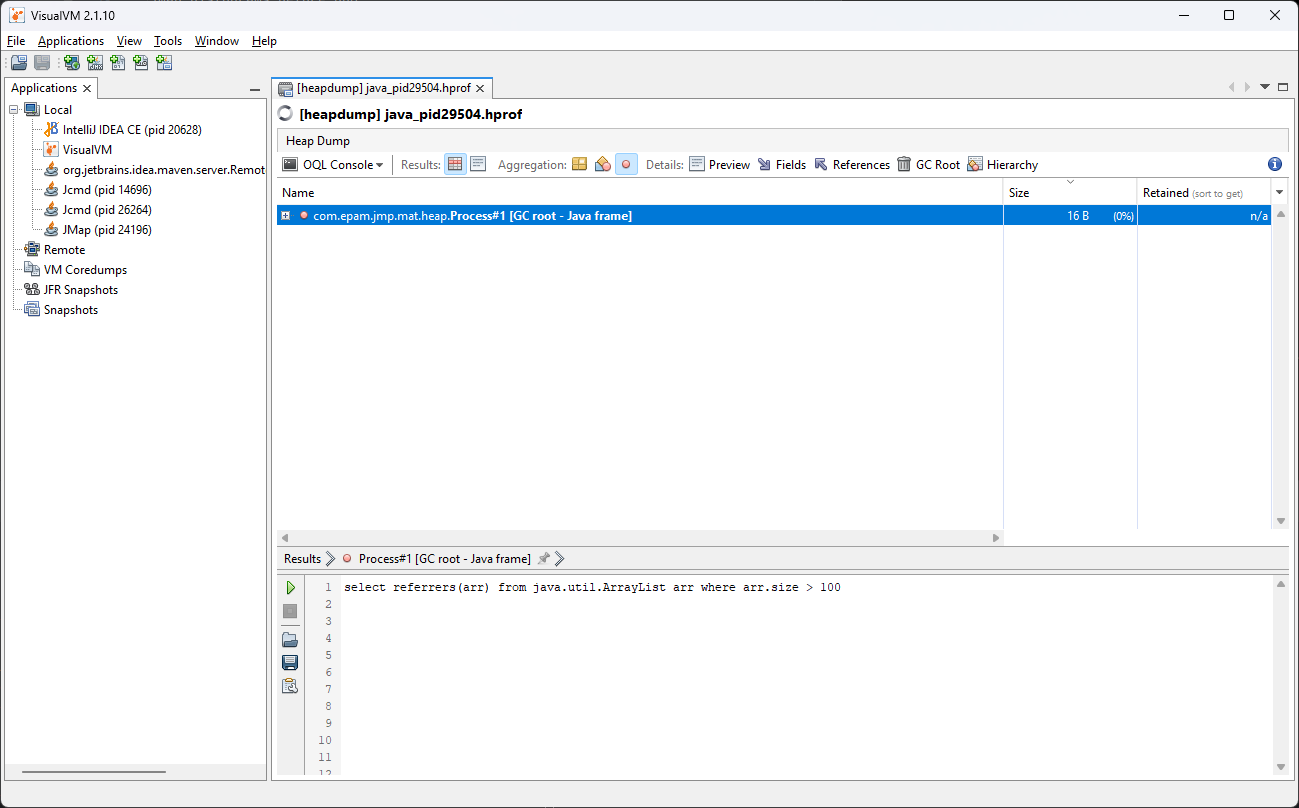 VisualVM 2.1.10
File Applications View Tools Window Help
Applications
Local
IntelliJ IDEA CE (pid 20628)
VisualVM
org.jetbrains.idea.maven.server.Remot
Jcmd (pid 14696)
Jcmd (pid 26264)
JMap (pid 24196)
Remote
VM Coredumps
JFR Snapshots
Snapshots
[heapdump] java_pid29504.hprof
[heapdump] java_pid29504.hprof
Heap Dump
OQL Console Results: Aggregation: Details: Preview Fields References GC Root Hierarchy
Name Size Retained (sort to get)
com.epam.jmp.mat.heap.Process#1 [GC root - Java frame] 16 B (0%) n/a
Results Process#1 [GC root - Java frame]
1 select referrers(arr) from java.util.ArrayList arr where arr.size > 100
2
3
4
5
6
7
8
9
10
11
12